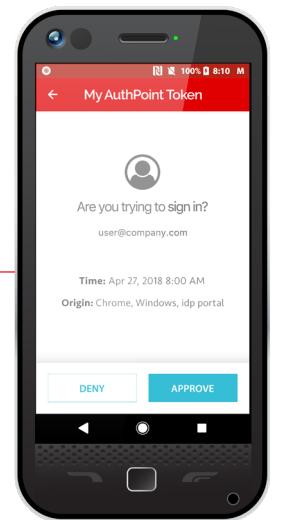 100% 8:10 M
My AuthPoint Token
Are you trying to sign in?
user@company.com
Time: Apr 27, 2018 8:00 AM
Origin: Chrome, Windows, idp portal
DENY
APPROVE